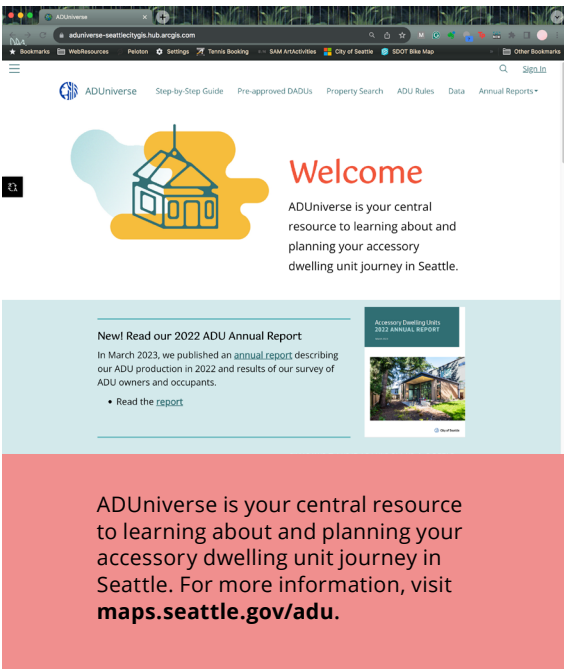 ADUniverse
aduniverse-seattlecitygis.hub.arcgis.com
Bookmarks WebResources Peloton Settings Tennis Booking SAM ArtActivities City of Seattle SDOT Bike Map Other Bookmarks
Sign In
ADUniverse Step-by-Step Guide Pre-approved DADUs Property Search ADU Rules Data Annual Reports
Welcome
ADUniverse is your central
resource to learning about and
planning your accessory
dwelling unit journey in Seattle.
New! Read our 2022 ADU Annual Report
In March 2023, we published an annual report describing
our ADU production in 2022 and results of our survey of
ADU owners and occupants.
• Read the report
Accessory Dwelling Units
2022 ANNUAL REPORT
City of Seattle
ADUniverse is your central resource
to learning about and planning your
accessory dwelling unit journey in
Seattle. For more information, visit
maps.seattle.gov/adu.